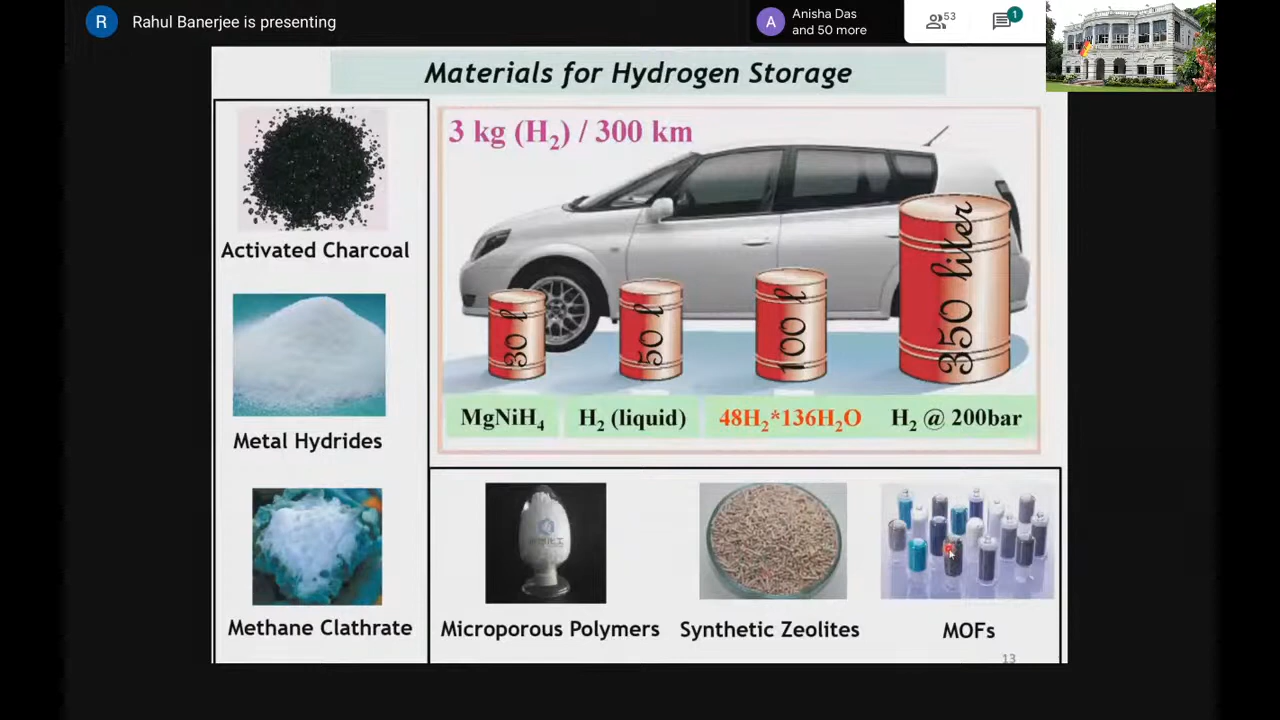 R Rahul Banerjee is presenting
A Anisha Das
and 50 more
53
1
Materials for Hydrogen Storage
Activated Charcoal
Metal Hydrides
Methane Clathrate
3 kg (H₂) / 300 km
30 l
50 l
100 l
350 liter
MgNiH₄
H₂ (liquid)
48H₂*136H₂O
H₂ @ 200bar
Microporous Polymers
Synthetic Zeolites
MOFs
13